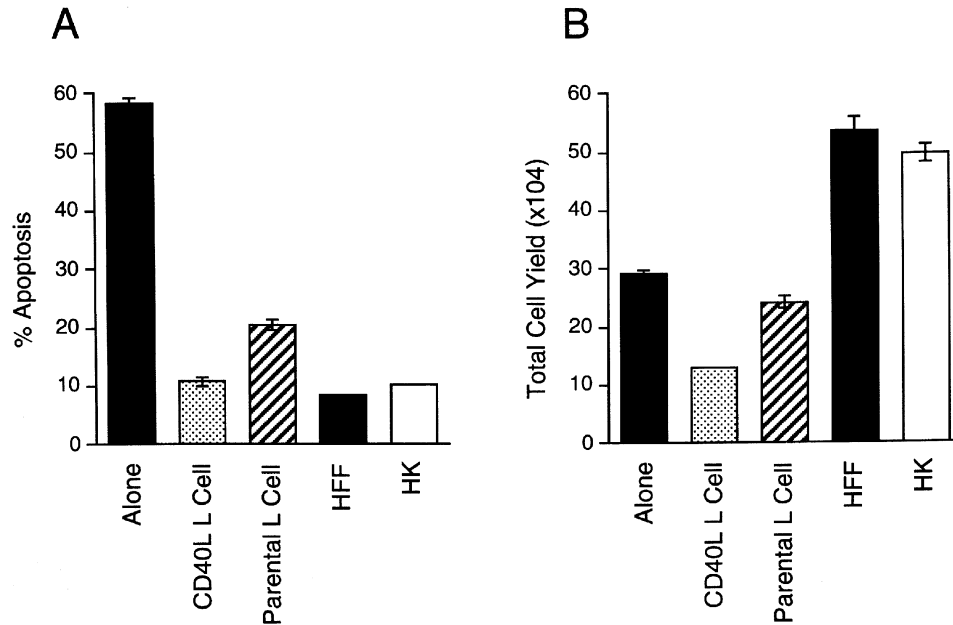 A
% Apoptosis
60
50
40
30
20
10
0
Alone
CD40L L Cell
Parental L Cell
HFF
HK
B
Total Cell Yield (x104)
60
50
40
30
20
10
0
Alone
CD40L L Cell
Parental L Cell
HFF
HK